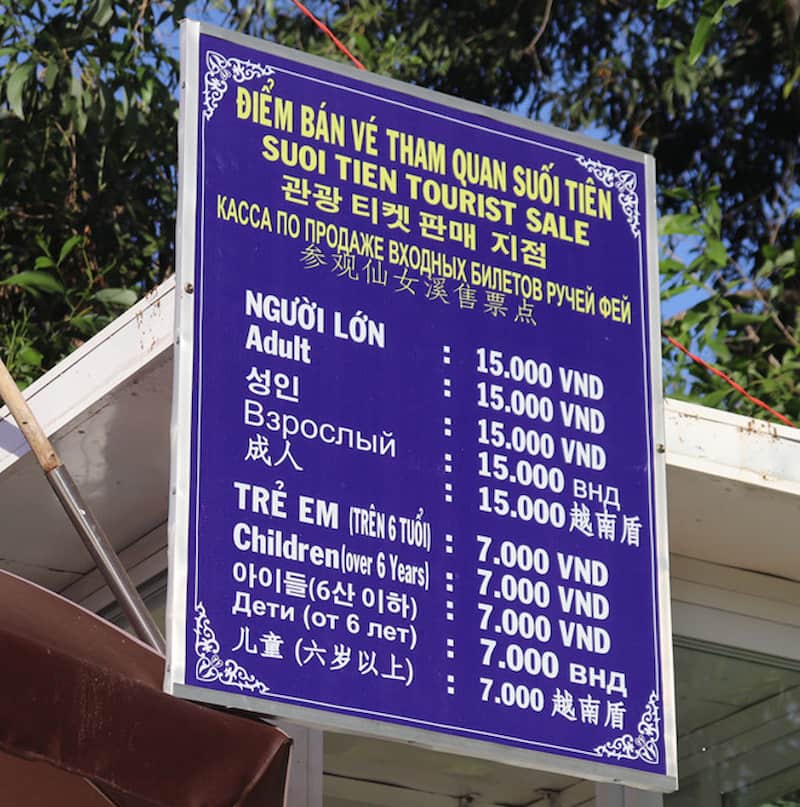 ĐIỂM BÁN VÉ THAM QUAN SUỐI TIÊN
SUOI TIEN TOURIST SALE
관광 티켓 판매 지점
КАССА ПО ПРОДАЖЕ ВХОДНЫХ БИЛЕТОВ РУЧЕЙ ФЕЙ
参观仙女溪售票点
NGƯỜI LỚN : 15.000 VND
Adult : 15.000 VND
성인 : 15.000 VND
Взрослый : 15.000 ВНД
成人 : 15.000 越南盾
TRẺ EM (TRÊN 6 TUỔI) : 7.000 VND
Children (over 6 Years) : 7.000 VND
아이들(6산 이하) : 7.000 VND
Дети (от 6 лет) : 7.000 ВНД
儿童 (六岁以上) : 7.000 越南盾